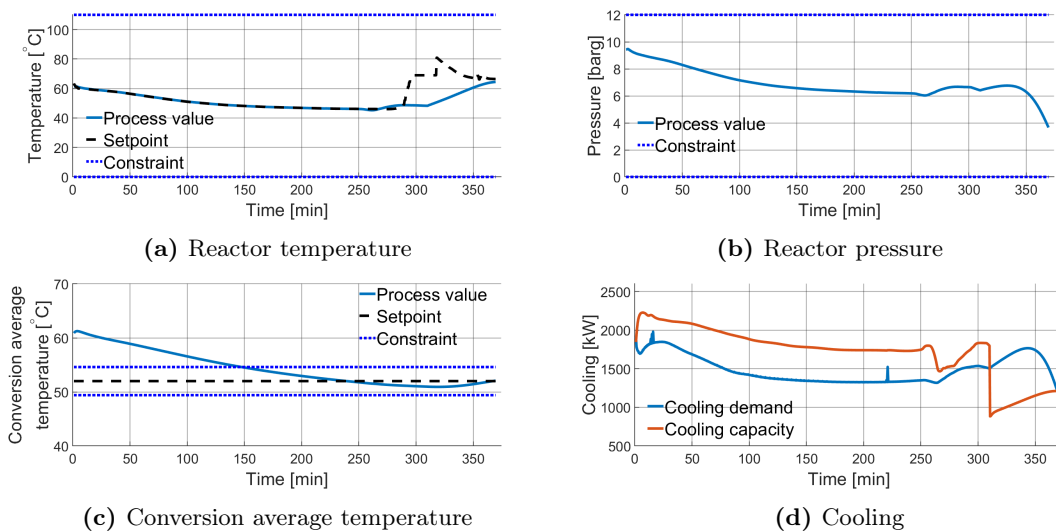 100
80
60
40
20
0
Temperature [°C]
Process value
Setpoint
Constraint
0 50 100 150 200 250 300 350
Time [min]
(a) Reactor temperature
12
10
8
6
4
2
0
Pressure [barg]
Process value
Constraint
0 50 100 150 200 250 300 350
Time [min]
(b) Reactor pressure
70
60
50
40
Conversion average
temperature[°C]
Process value
Setpoint
Constraint
0 50 100 150 200 250 300 350
Time [min]
(c) Conversion average temperature
2500
2000
1500
1000
500
Cooling [kW]
Cooling demand
Cooling capacity
0 50 100 150 200 250 300 350
Time [min]
(d) Cooling